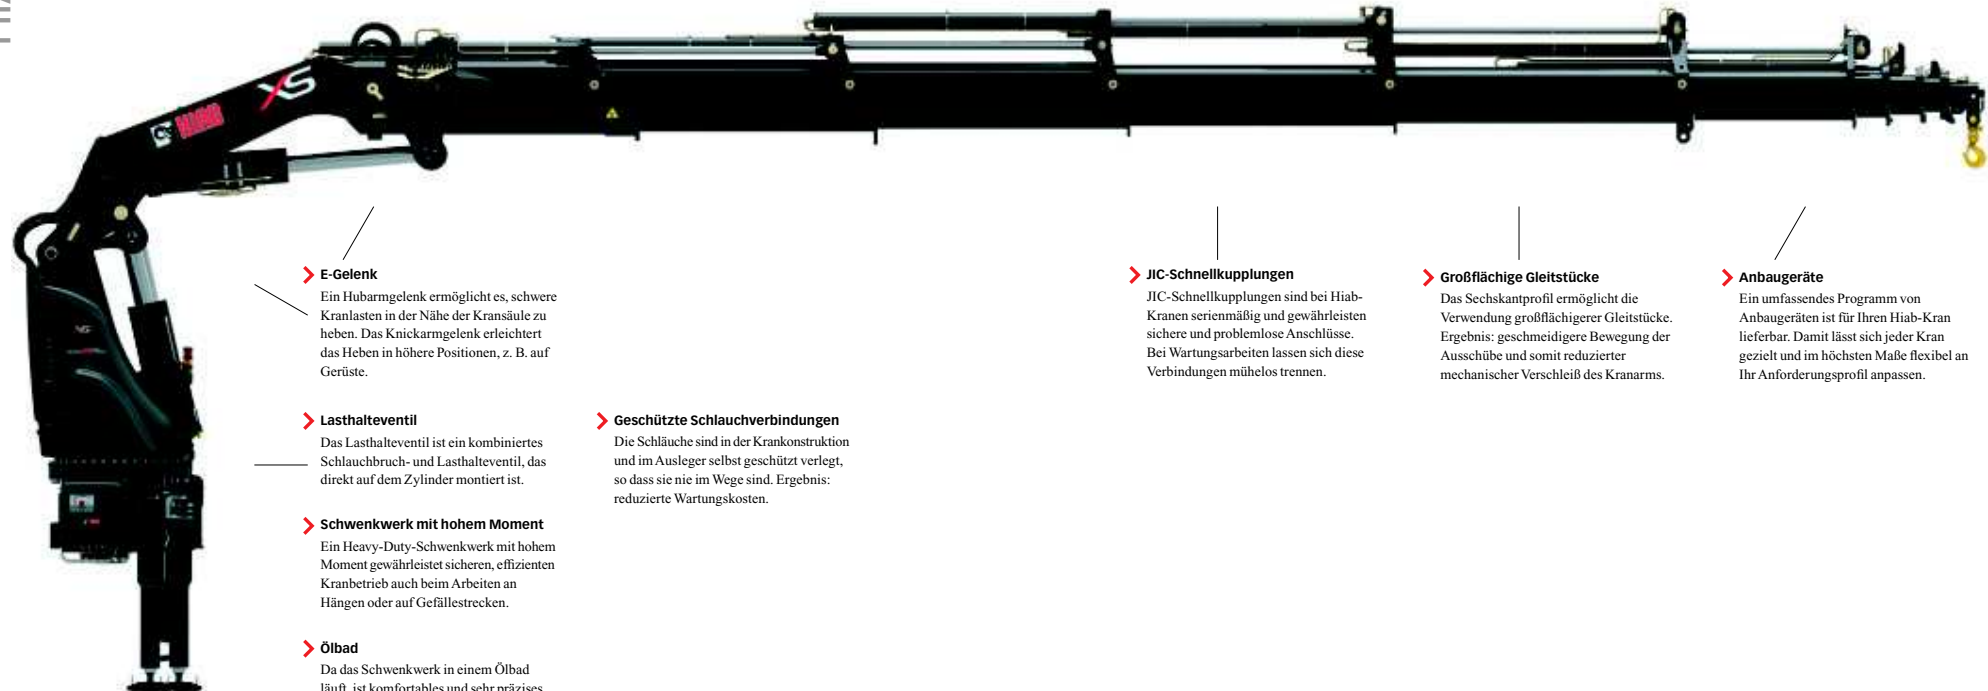 XS
E-Gelenk
Ein Hubarmgelenk ermöglicht es, schwere
Kranlasten in der Nähe der Kransäule zu
heben. Das Knickarmgelenk erleichtert
das Heben in höhere Positionen, z. B. auf
Gerüste.
Lasthalteventil
Das Lasthalteventil ist ein kombiniertes
Schlauchbruch- und Lasthalteventil, das
direkt auf dem Zylinder montiert ist.
Schwenkwerk mit hohem Moment
Ein Heavy-Duty-Schwenkwerk mit hohem
Moment gewährleistet sicheren, effizienten
Kranbetrieb auch beim Arbeiten an
Hängen oder auf Gefällestrecken.
Ölbad
Da das Schwenkwerk in einem Ölbad
läuft, ist komfortables und sehr präzises
Geschützte Schlauchverbindungen
Die Schläuche sind in der Krankonstruktion
und im Ausleger selbst geschützt verlegt,
so dass sie nie im Wege sind. Ergebnis:
reduzierte Wartungskosten.
JIC-Schnellkupplungen
JIC-Schnellkupplungen sind bei Hiab-
Kranen serienmäßig und gewährleisten
sichere und problemlose Anschlüsse.
Bei Wartungsarbeiten lassen sich diese
Verbindungen mühelos trennen.
Großflächige Gleitstücke
Das Sechskantprofil ermöglicht die
Verwendung großflächigerer Gleitstücke.
Ergebnis: geschmeidigere Bewegung der
Ausschübe und somit reduzierter
mechanischer Verschleiß des Kranarms.
Anbaugeräte
Ein umfassendes Programm von
Anbaugeräten ist für Ihren Hiab-Kran
lieferbar. Damit lässt sich jeder Kran
gezielt und im höchsten Maße flexibel an
Ihr Anforderungsprofil anpassen.